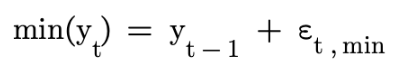 min(y_t) = y_{t-1} + ε_{t,min}